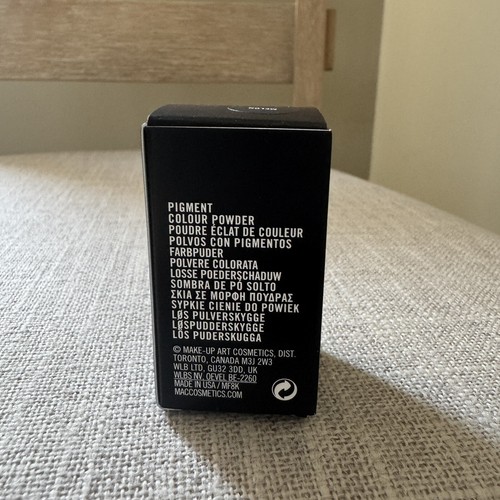 PIGMENT
COLOUR POWDER
POUDRE ÉCLAT DE COULEUR
POLVOS CON PIGMENTOS
FARBPUDER
POLVERE COLORATA
LOSSE POEDERSCHADUW
SOMBRA DE PÓ SOLTO
ΣΚΙΑ ΣΕ ΜΟΡΦΗ ΠΟΥΔΡΑΣ
SYPKIE CIENIE DO POWIEK
LØS PULVERSKYGGE
LØSPUDDERSKYGGE
LÖS PUDERSKUGGA
© MAKE-UP ART COSMETICS, DIST.
TORONTO, CANADA M3J 2W3
WLB LTD, GU32 3DD, UK
WLBS NV, OEVEL BE-2260
MADE IN USA / MF8K
MACCOSMETICS.COM